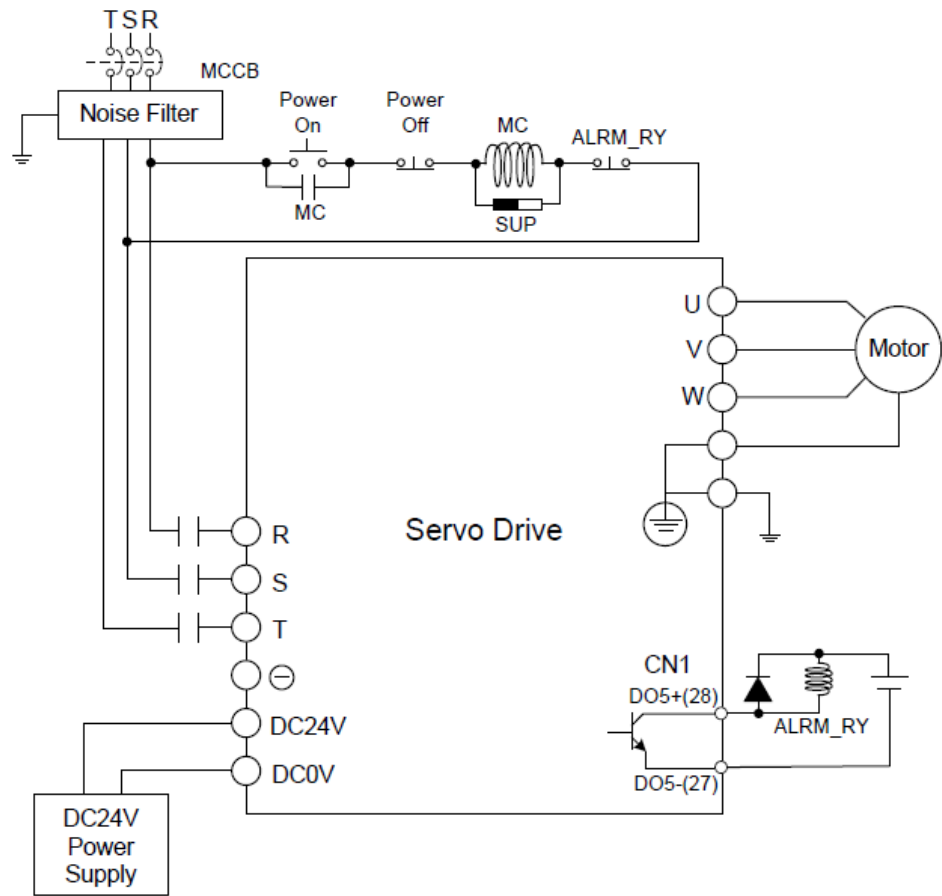 T S R
MCCB
Noise Filter
Power
On
Power
Off
MC
ALRM_RY
MC
SUP
U
V
W
Motor
Servo Drive
R
S
T
⊖
DC24V
DC0V
CN1
DO5+(28)
DO5-(27)
ALRM_RY
DC24V
Power
Supply